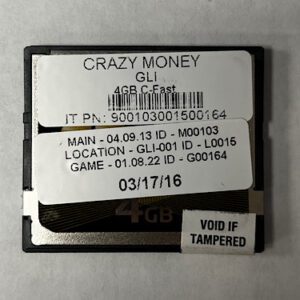 CRAZY MONEY
GLI
4GB C-Fast
IT PN: 900103001500164
MAIN - 04.09.13 ID - M00103
LOCATION - GLI-001 ID - L0015
GAME - 01.08.22 ID - G00164
03/17/16
4GB
VOID IF
TAMPERED